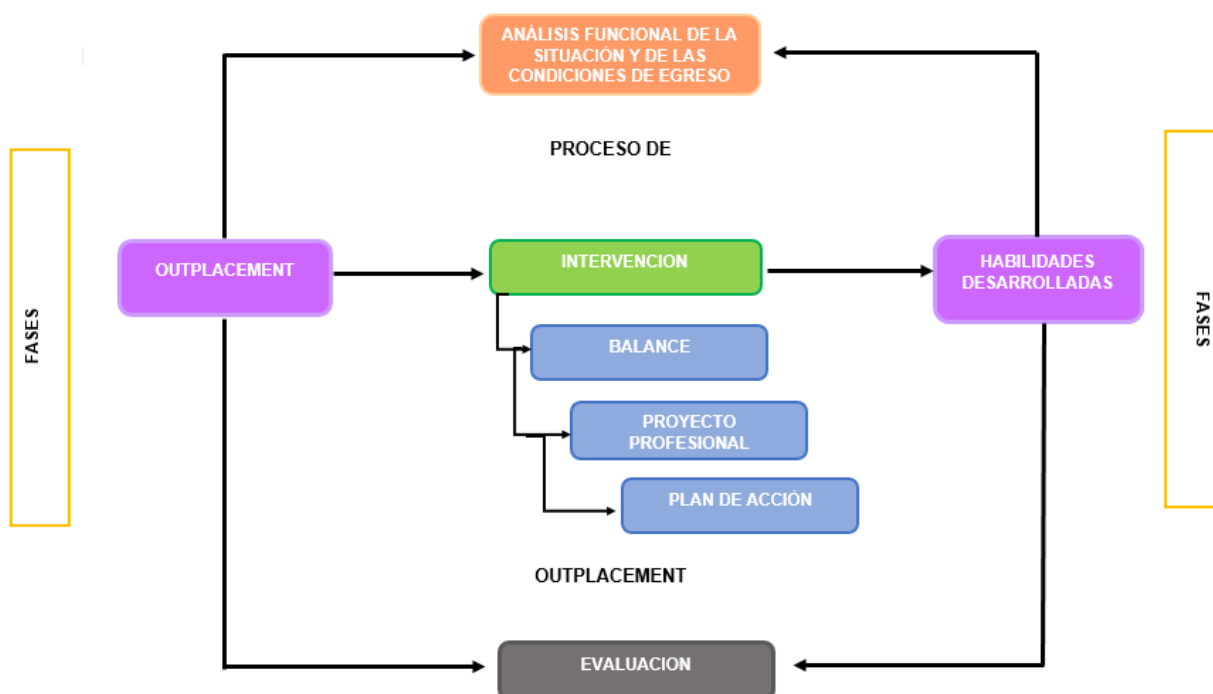 ANÁLISIS FUNCIONAL DE LA
SITUACIÓN Y DE LAS
CONDICIONES DE EGRESO
PROCESO DE
FASES
OUTPLACEMENT
INTERVENCION
HABILIDADES
DESARROLLADAS
FASES
BALANCE
PROYECTO
PROFESIONAL
PLAN DE ACCIÓN
OUTPLACEMENT
EVALUACION